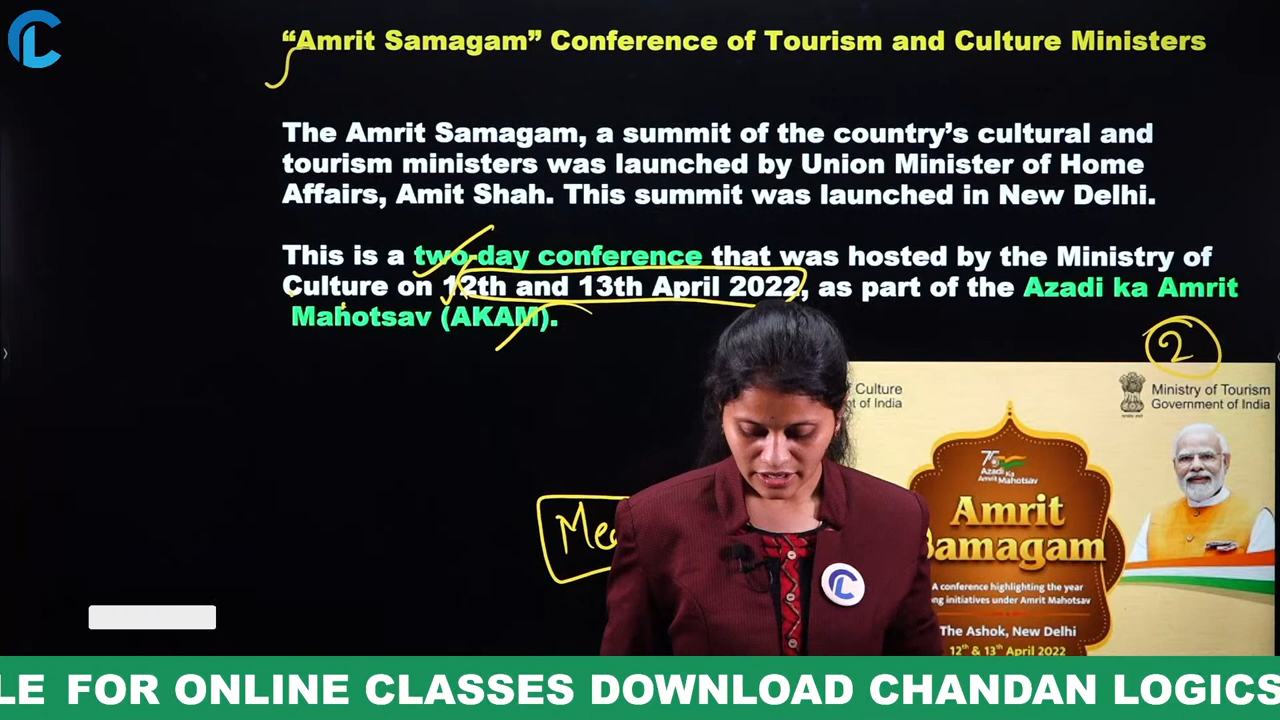 “Amrit Samagam” Conference of Tourism and Culture Ministers
The Amrit Samagam, a summit of the country’s cultural and
tourism ministers was launched by Union Minister of Home
Affairs, Amit Shah. This summit was launched in New Delhi.
This is a two-day conference that was hosted by the Ministry of
Culture on 12th and 13th April 2022, as part of the Azadi ka Amrit
Mahotsav (AKAM).
2
Culture
of India
Ministry of Tourism
Government of India
75
Azadi Ka
Amrit Mahotsav
Amrit
Samagam
A conference highlighting the year
initiatives under Amrit Mahotsav
The Ashok, New Delhi
12th & 13th April 2022
FOR ONLINE CLASSES DOWNLOAD CHANDAN LOGICS